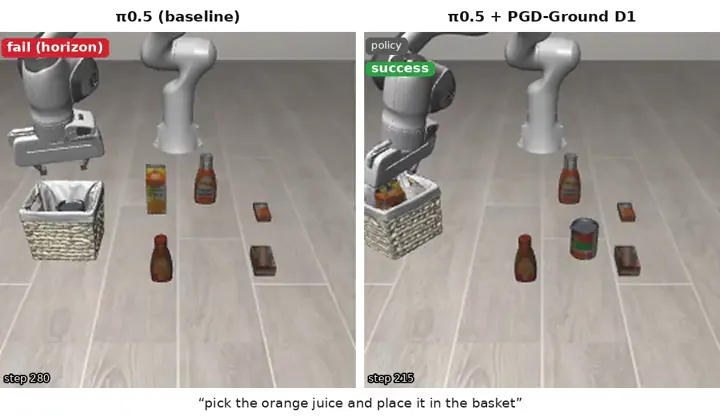 π0.5 (baseline)
π0.5 + PGD-Ground D1
fail (horizon)
policy
success
step 280
step 215
“pick the orange juice and place it in the basket”